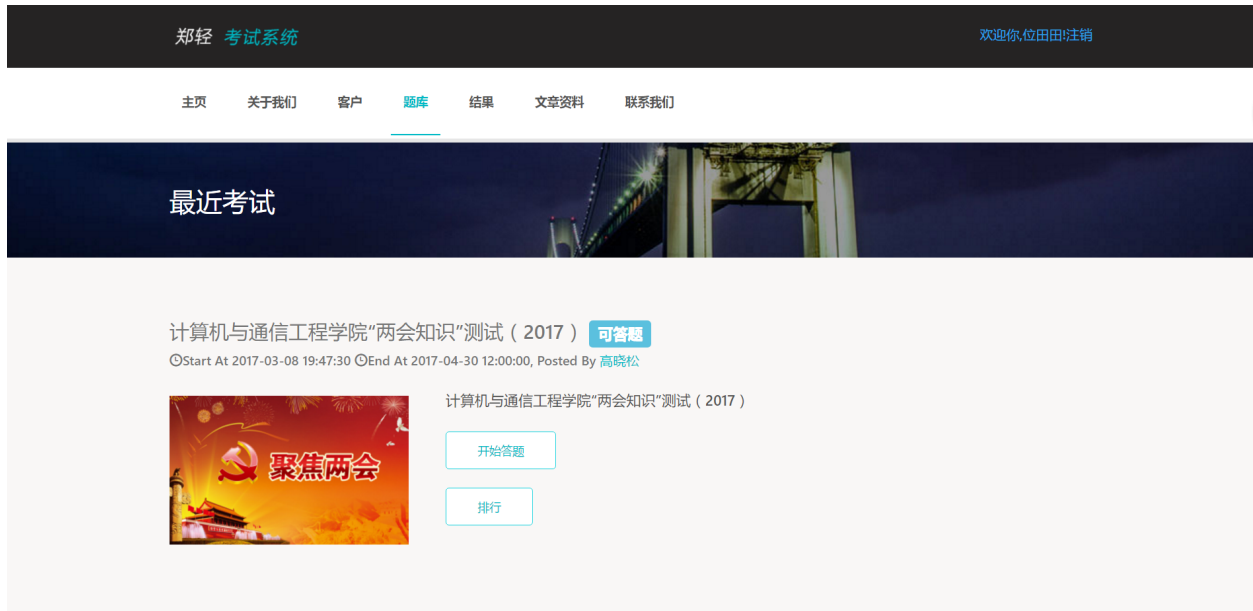 郑轻 考试系统
欢迎你,位田田!注销
主页 关于我们 客户 题库 结果 文章资料 联系我们
最近考试
计算机与通信工程学院“两会知识”测试（2017） 可答题
Start At 2017-03-08 19:47:30 End At 2017-04-30 12:00:00, Posted By 高晓松
聚焦两会
计算机与通信工程学院“两会知识”测试（2017）
开始答题
排行